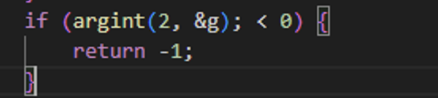 if (argint(2, &g); < 0) {
    return -1;
}